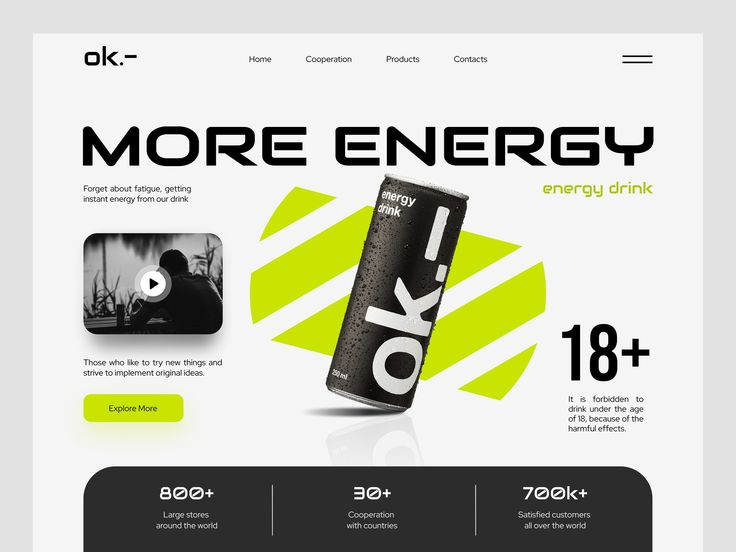 ok.-
Home Cooperation Products Contacts
MORE ENERGY
Forget about fatigue, getting
instant energy from our drink
energy drink
energy
drink
ok.-
250 ml
Those who like to try new things and
strive to implement original ideas.
Explore More
18+
It is forbidden to
drink under the age
of 18, because of the
harmful effects.
800+
Large stores
around the world
30+
Cooperation
with countries
700k+
Satisfied customers
all over the world